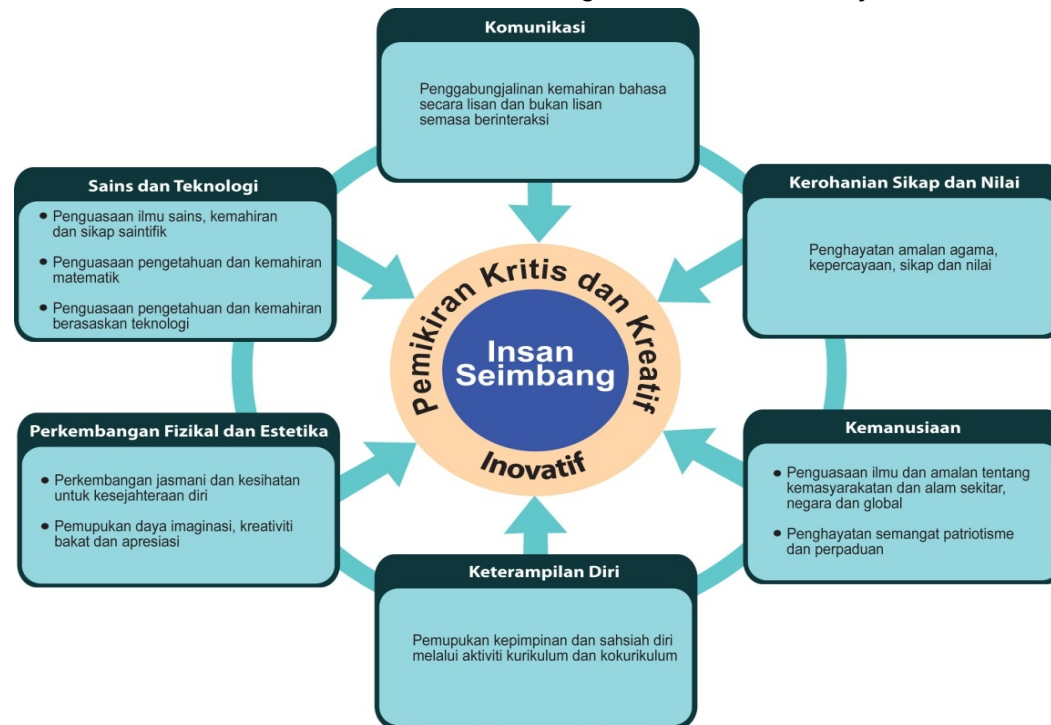 Komunikasi
Penggabungjalinan kemahiran bahasa
secara lisan dan bukan lisan
semasa berinteraksi
Sains dan Teknologi
• Penguasaan ilmu sains, kemahiran
dan sikap saintifik
• Penguasaan pengetahuan dan kemahiran
matematik
• Penguasaan pengetahuan dan kemahiran
berasaskan teknologi
Kerohanian Sikap dan Nilai
Penghayatan amalan agama,
kepercayaan, sikap dan nilai
Pemikiran Kritis dan Kreatif
Insan
Seimbang
Inovatif
Perkembangan Fizikal dan Estetika
• Perkembangan jasmani dan kesihatan
untuk kesejahteraan diri
• Pemupukan daya imaginasi, kreativiti
bakat dan apresiasi
Kemanusiaan
• Penguasaan ilmu dan amalan tentang
kemasyarakatan dan alam sekitar,
negara dan global
• Penghayatan semangat patriotisme
dan perpaduan
Keterampilan Diri
Pemupukan kepimpinan dan sahsiah diri
melalui aktiviti kurikulum dan kokurikulum